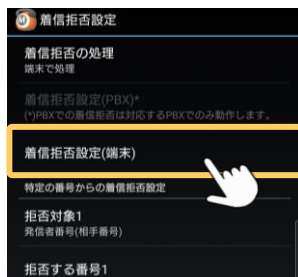 着信拒否設定
着信拒否の処理
端末で処理
着信拒否設定(PBX)*
(*)PBXでの着信拒否は対応するPBXでのみ動作します。
着信拒否設定(端末)
特定の番号からの着信拒否設定
拒否対象1
発信者番号(相手番号)
拒否する番号1